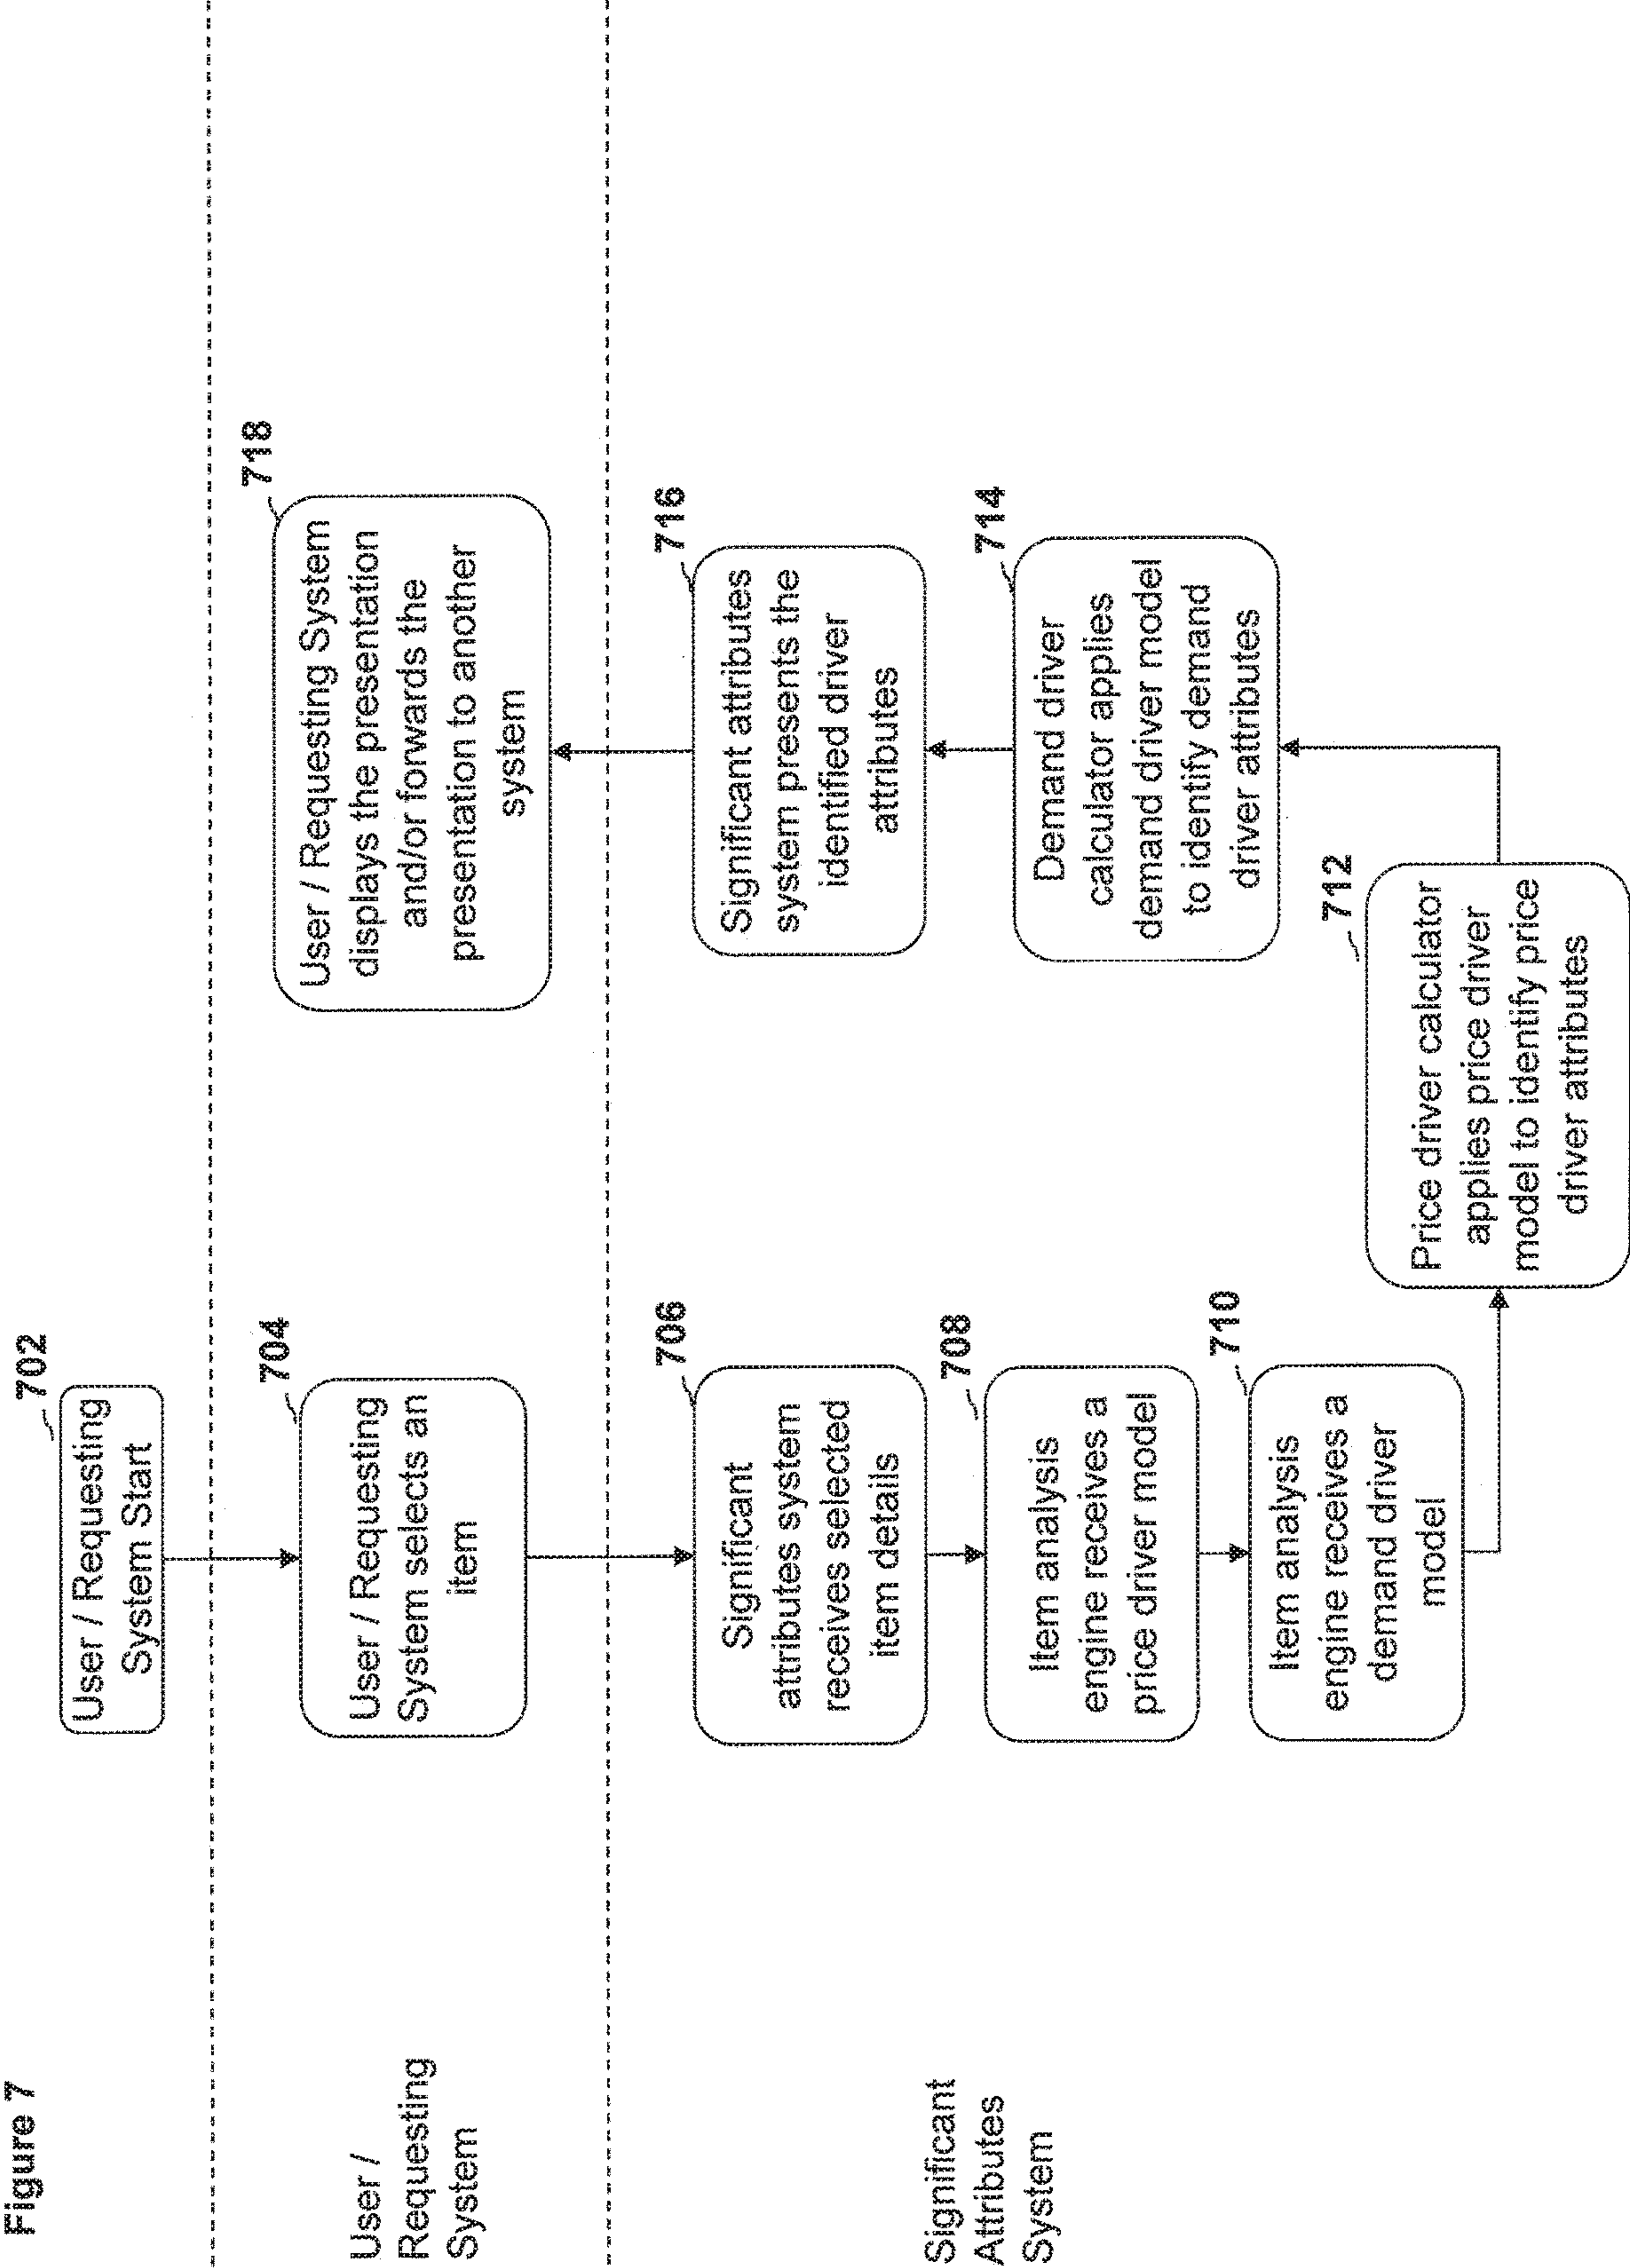 Figure 7
702
User / Requesting
System Start
User /
Requesting
System
704
User / Requesting
System selects an
item
718
User / Requesting System
displays the presentation
and/or forwards the
presentation to another
system
Significant
Attributes
System
706
Significant
attributes system
receives selected
item details
708
Item analysis
engine receives a
price driver model
710
Item analysis
engine receives a
demand driver
model
712
Price driver calculator
applies price driver
model to identify price
driver attributes
714
Demand driver
calculator applies
demand driver model
to identify demand
driver attributes
716
Significant attributes
system presents the
identified driver
attributes